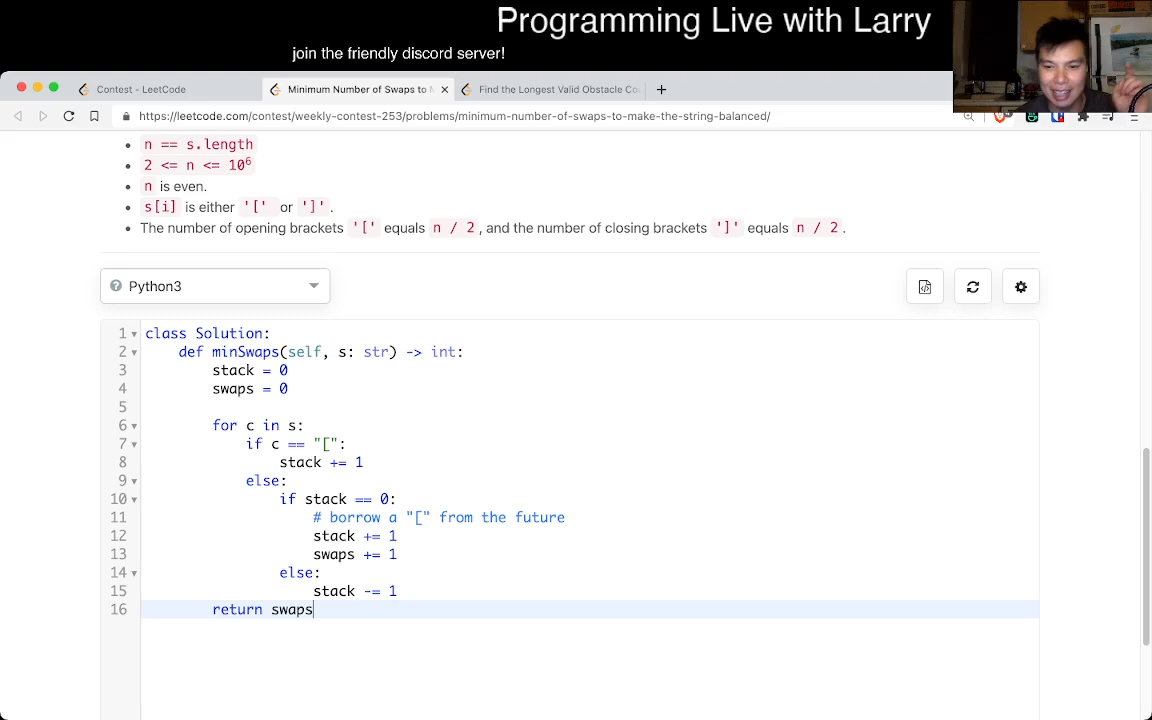 Programming Live with Larry
join the friendly discord server!
Contest - LeetCode
Minimum Number of Swaps to
Find the Longest Valid Obstacle Co
https://leetcode.com/contest/weekly-contest-253/problems/minimum-number-of-swaps-to-make-the-string-balanced/
n == s.length
2 <= n <= 10⁶
n is even.
s[i] is either '[' or ']'.
The number of opening brackets '[' equals n / 2, and the number of closing brackets ']' equals n / 2.
Python3
1 class Solution:
2 def minSwaps(self, s: str) -> int:
3 stack = 0
4 swaps = 0
5
6 for c in s:
7 if c == "[":
8 stack += 1
9 else:
10 if stack == 0:
11 # borrow a "[" from the future
12 stack += 1
13 swaps += 1
14 else:
15 stack -= 1
16 return swaps